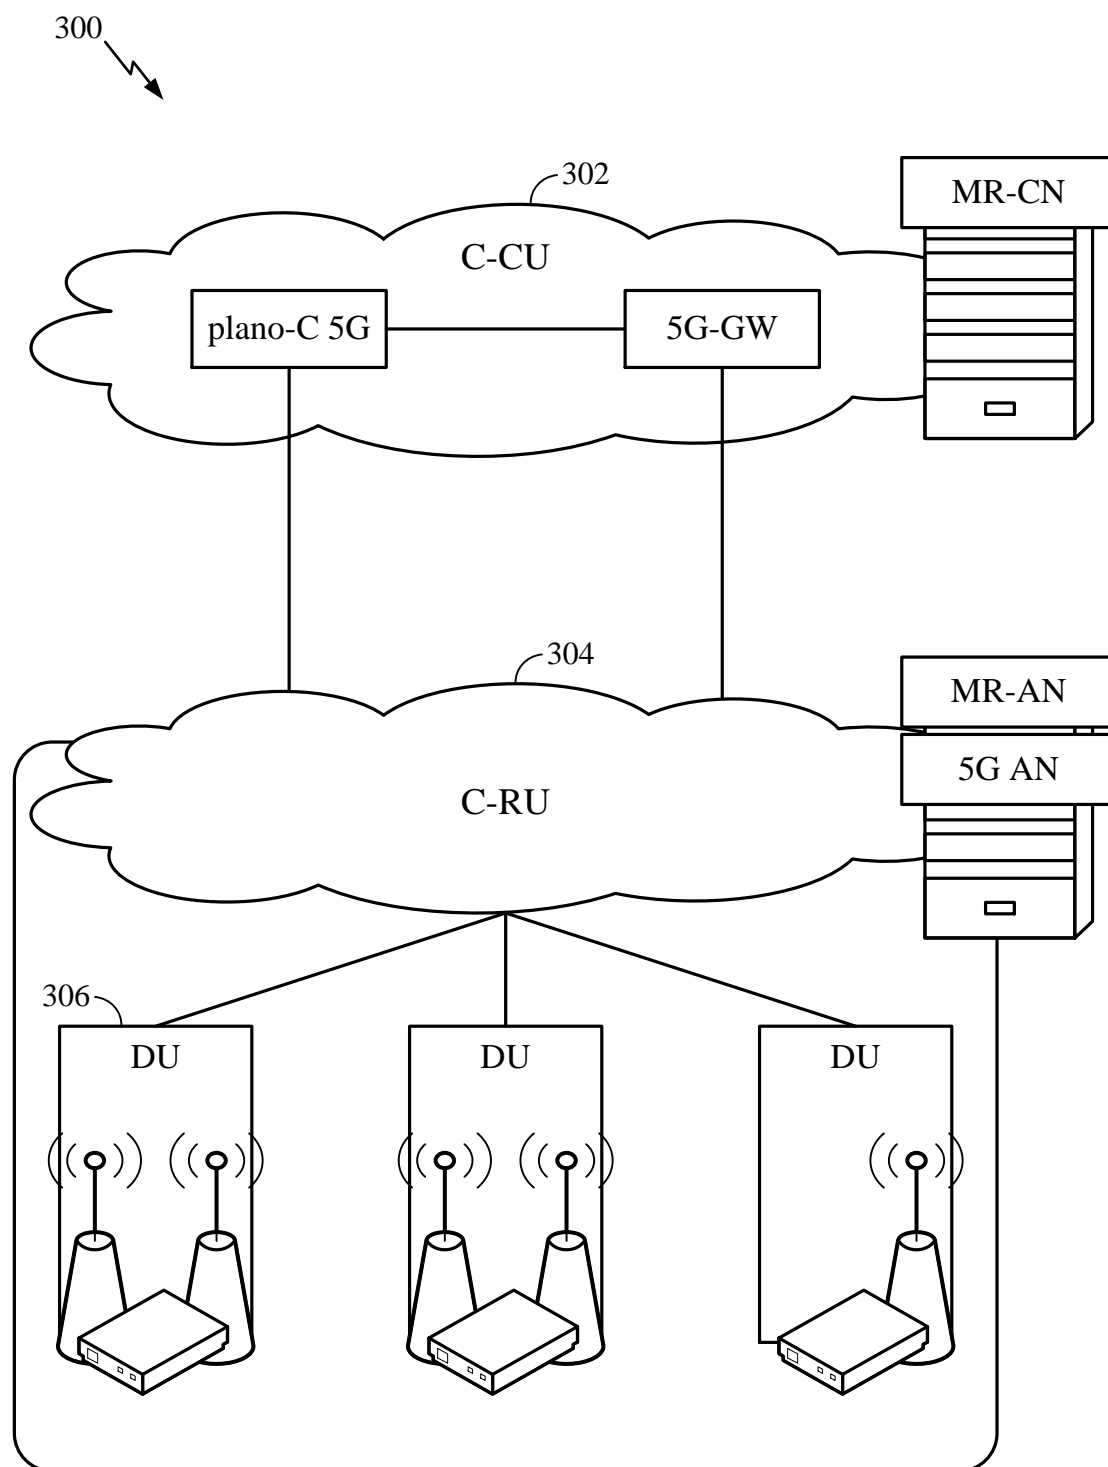 300
302
MR-CN
C-CU
plano-C 5G
5G-GW
304
MR-AN
5G AN
C-RU
306
DU
DU
DU